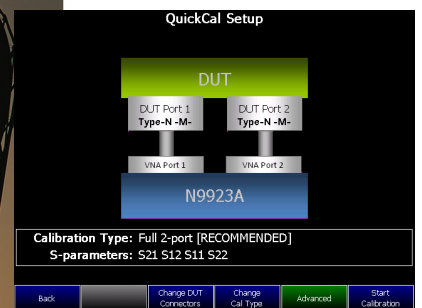 QuickCal Setup
DUT
DUT Port 1
Type-N -M-
DUT Port 2
Type-N -M-
VNA Port 1
VNA Port 2
N9923A
Calibration Type: Full 2-port [RECOMMENDED]
S-parameters: S21 S12 S11 S22
Back
Change DUT
Connectors
Change
Cal Type
Advanced
Start
Calibration